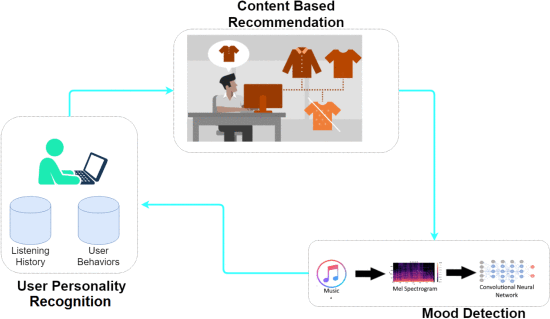 Content Based
Recommendation
Listening
History
User
Behaviors
User Personality
Recognition
Music
Mel Spectrogram
Convolutional Neural
Network
Mood Detection